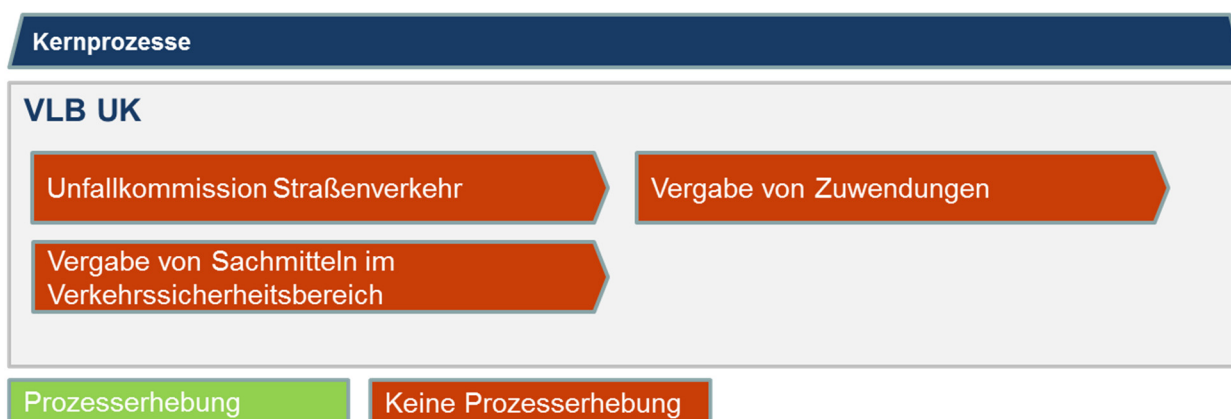 Kernprozesse
VLB UK
Unfallkommission Straßenverkehr
Vergabe von Zuwendungen
Vergabe von Sachmitteln im
Verkehrssicherheitsbereich
Prozesserhebung
Keine Prozesserhebung